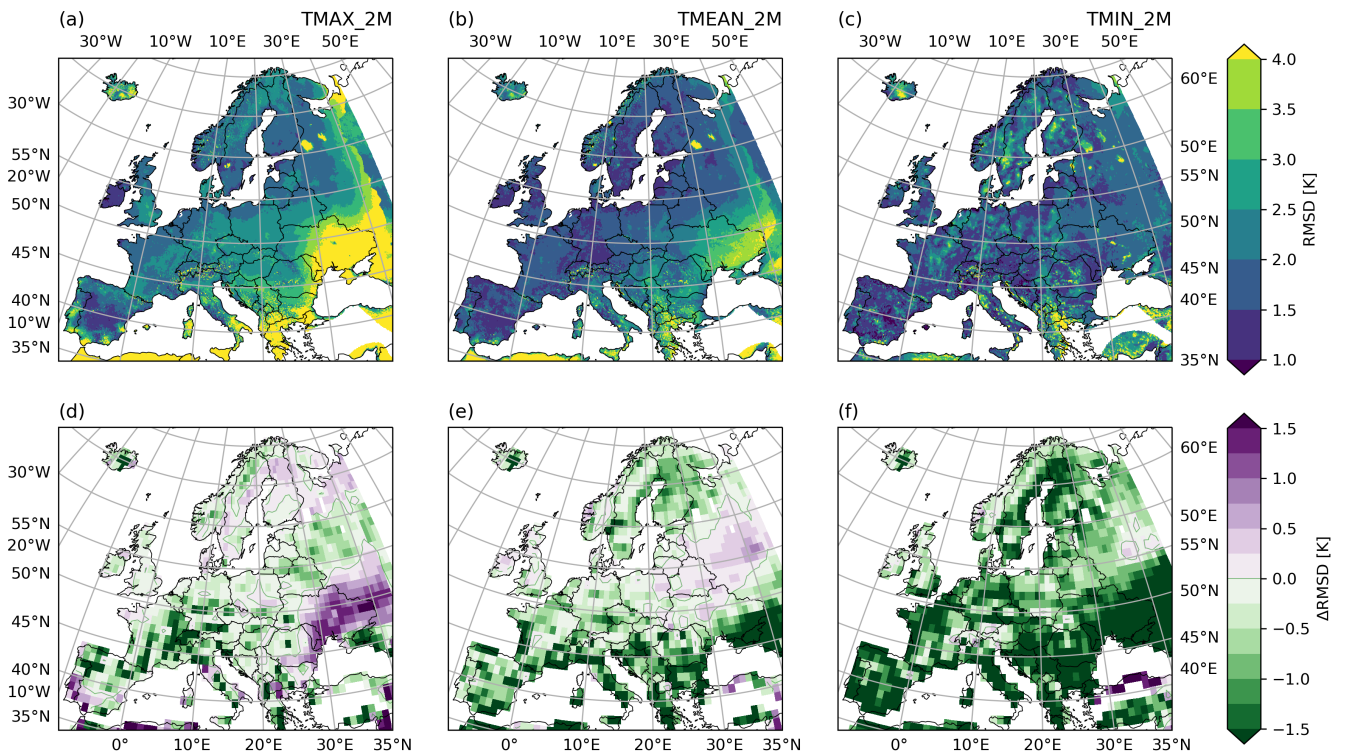 (a) TMAX_2M (b) TMEAN_2M (c) TMIN_2M
30°W 10°W 10°E 30°E 50°E 30°W 10°W 10°E 30°E 50°E 30°W 10°W 10°E 30°E 50°E
30°W
55°N
20°W
50°N
45°N
40°N
10°W
35°N
60°E
50°E
55°N
50°N
45°N
40°E
35°N
4.0
3.5
3.0
2.5
2.0
1.5
1.0
RMSD [K]
(d) (e) (f)
30°W
55°N
20°W
50°N
45°N
40°N
10°W
35°N
60°E
50°E
55°N
50°N
45°N
40°E
1.5
1.0
0.5
0.0
−0.5
−1.0
−1.5
ΔRMSD [K]
0° 10°E 20°E 30°E 35°N 0° 10°E 20°E 30°E 35°N 0° 10°E 20°E 30°E 35°N